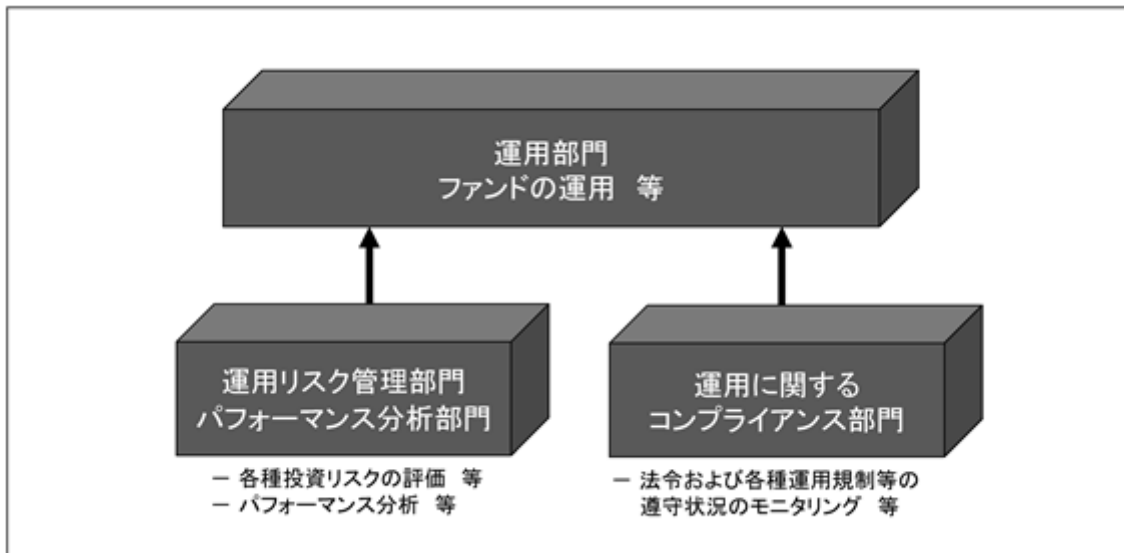 運用部門
ファンドの運用　等
運用リスク管理部門
パフォーマンス分析部門
運用に関する
コンプライアンス部門
－ 各種投資リスクの評価　等
－ パフォーマンス分析　等
－ 法令および各種運用規制等の
遵守状況のモニタリング　等